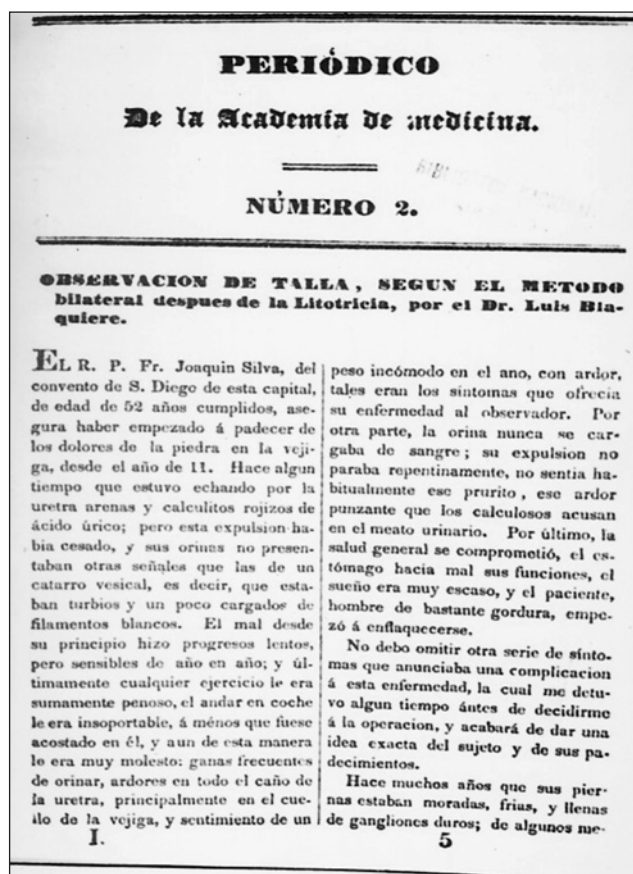 PERIÓDICO
De la Academia de medicina.
NÚMERO 2.
OBSERVACION DE TALLA, SEGUN EL METODO
bilateral despues de la Litotricia, por el Dr. Luis Bla-
quiere.
EL R. P. Fr. Joaquin Silva, del
convento de S. Diego de esta capital,
de edad de 52 años cumplidos, ase-
gura haber empezado á padecer de
los dolores de la piedra en la veji-
ga, desde el año de 11. Hace algun
tiempo que estuvo echando por la
uretra arenas y calculitos rojizos de
ácido úrico; pero esta expulsion ha-
bia cesado, y sus orinas no presen-
taban otras señales que las de un
catarro vesical, es decir, que esta-
ban turbios y un poco cargados de
filamentos blancos. El mal desde
su principio hizo progresos lentos,
pero sensibles de año en año; y úl-
timamente cualquier ejercicio le era
sumamente penoso, el andar en coche
le era insoportable, á ménos que fuese
acostado en él, y aun de esta manera
le era muy molesto: ganas frecuentes
de orinar, ardores en todo el caño de
la uretra, principalmente en el cue-
llo de la vejiga, y sentimiento de un
I.
peso incómodo en el ano, con ardor,
tales eran los síntomas que ofrecia
su enfermedad al observador. Por
otra parte, la orina nunca se car-
gaba de sangre; su expulsion no
paraba repentinamente, no sentia ha-
bitualmente ese prurito, ese ardor
punzante que los calculosos acusan
en el meato urinario. Por último, la
salud general se comprometió, el es-
tómago hacia mal sus funciones, el
sueño era muy escaso, y el paciente,
hombre de bastante gordura, empe-
zó á enflaquecerse.
No debo omitir otra serie de sínto-
mas que anunciaba una complicacion
á esta enfermedad, la cual me detu-
vo algun tiempo ántes de decidirme
á la operacion, y acabará de dar una
idea exacta del sujeto y de sus pa-
decimientos.
Hace muchos años que sus pier-
nas estaban moradas, frias, y llenas
de gangliones duros; de algunos me-
5